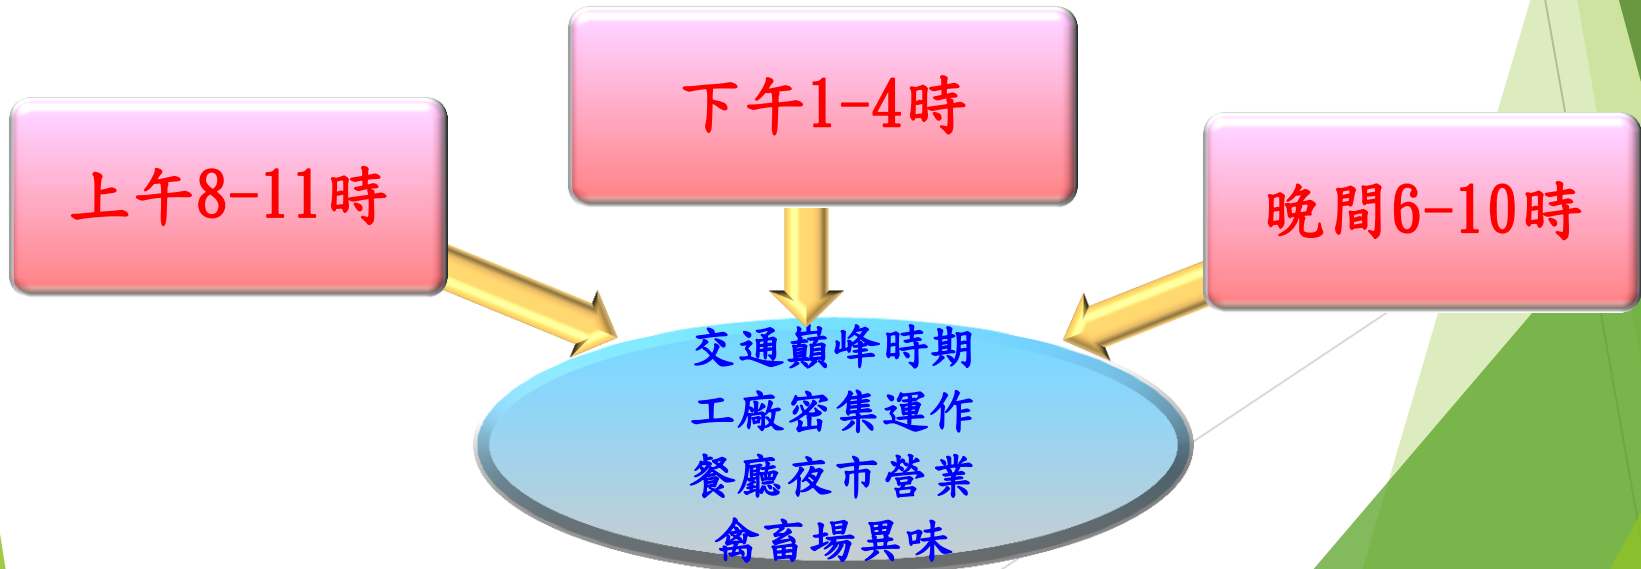 上午8-11時
下午1-4時
晚間6-10時
交通巔峰時期
工廠密集運作
餐廳夜市營業
禽畜場異味